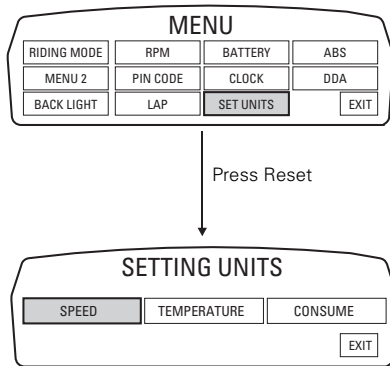 MENU
RIDING MODE RPM BATTERY ABS
MENU 2 PIN CODE CLOCK DDA
BACK LIGHT LAP SET UNITS EXIT
Press Reset
SETTING UNITS
SPEED TEMPERATURE CONSUME
EXIT